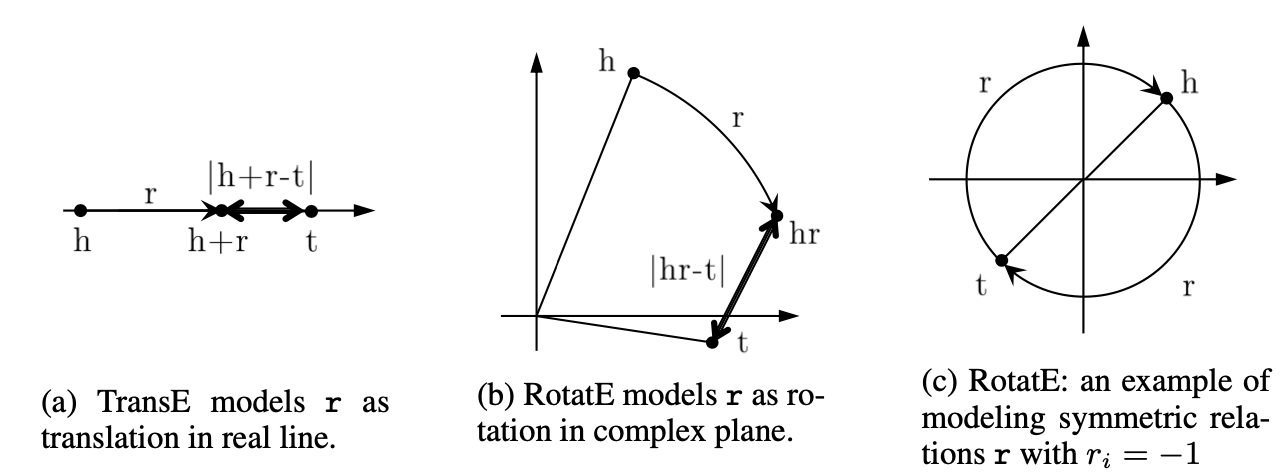 |h+r-t|
r
h
h+r
t
(a) TransE models r as
translation in real line.
h
r
hr
|hr-t|
t
(b) RotatE models r as ro-
tation in complex plane.
r
h
t
r
(c) RotatE: an example of
modeling symmetric rela-
tions r with rᵢ = −1